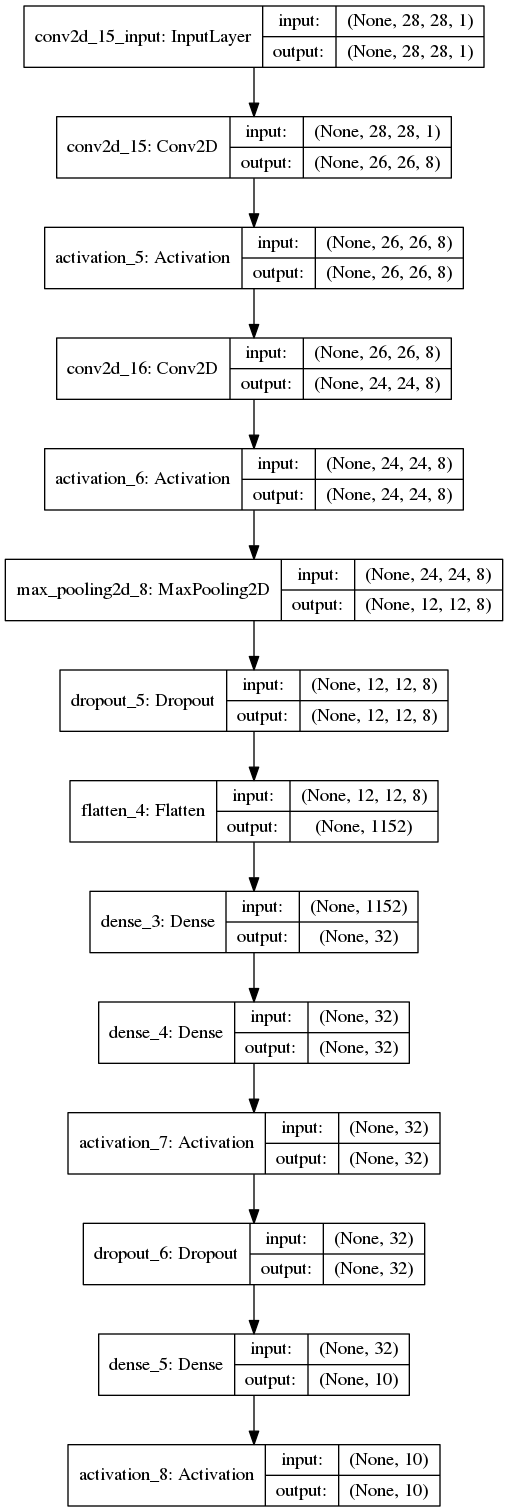 conv2d_15_input: InputLayer
input: (None, 28, 28, 1)
output: (None, 28, 28, 1)
conv2d_15: Conv2D
input: (None, 28, 28, 1)
output: (None, 26, 26, 8)
activation_5: Activation
input: (None, 26, 26, 8)
output: (None, 26, 26, 8)
conv2d_16: Conv2D
input: (None, 26, 26, 8)
output: (None, 24, 24, 8)
activation_6: Activation
input: (None, 24, 24, 8)
output: (None, 24, 24, 8)
max_pooling2d_8: MaxPooling2D
input: (None, 24, 24, 8)
output: (None, 12, 12, 8)
dropout_5: Dropout
input: (None, 12, 12, 8)
output: (None, 12, 12, 8)
flatten_4: Flatten
input: (None, 12, 12, 8)
output: (None, 1152)
dense_3: Dense
input: (None, 1152)
output: (None, 32)
dense_4: Dense
input: (None, 32)
output: (None, 32)
activation_7: Activation
input: (None, 32)
output: (None, 32)
dropout_6: Dropout
input: (None, 32)
output: (None, 32)
dense_5: Dense
input: (None, 32)
output: (None, 10)
activation_8: Activation
input: (None, 10)
output: (None, 10)